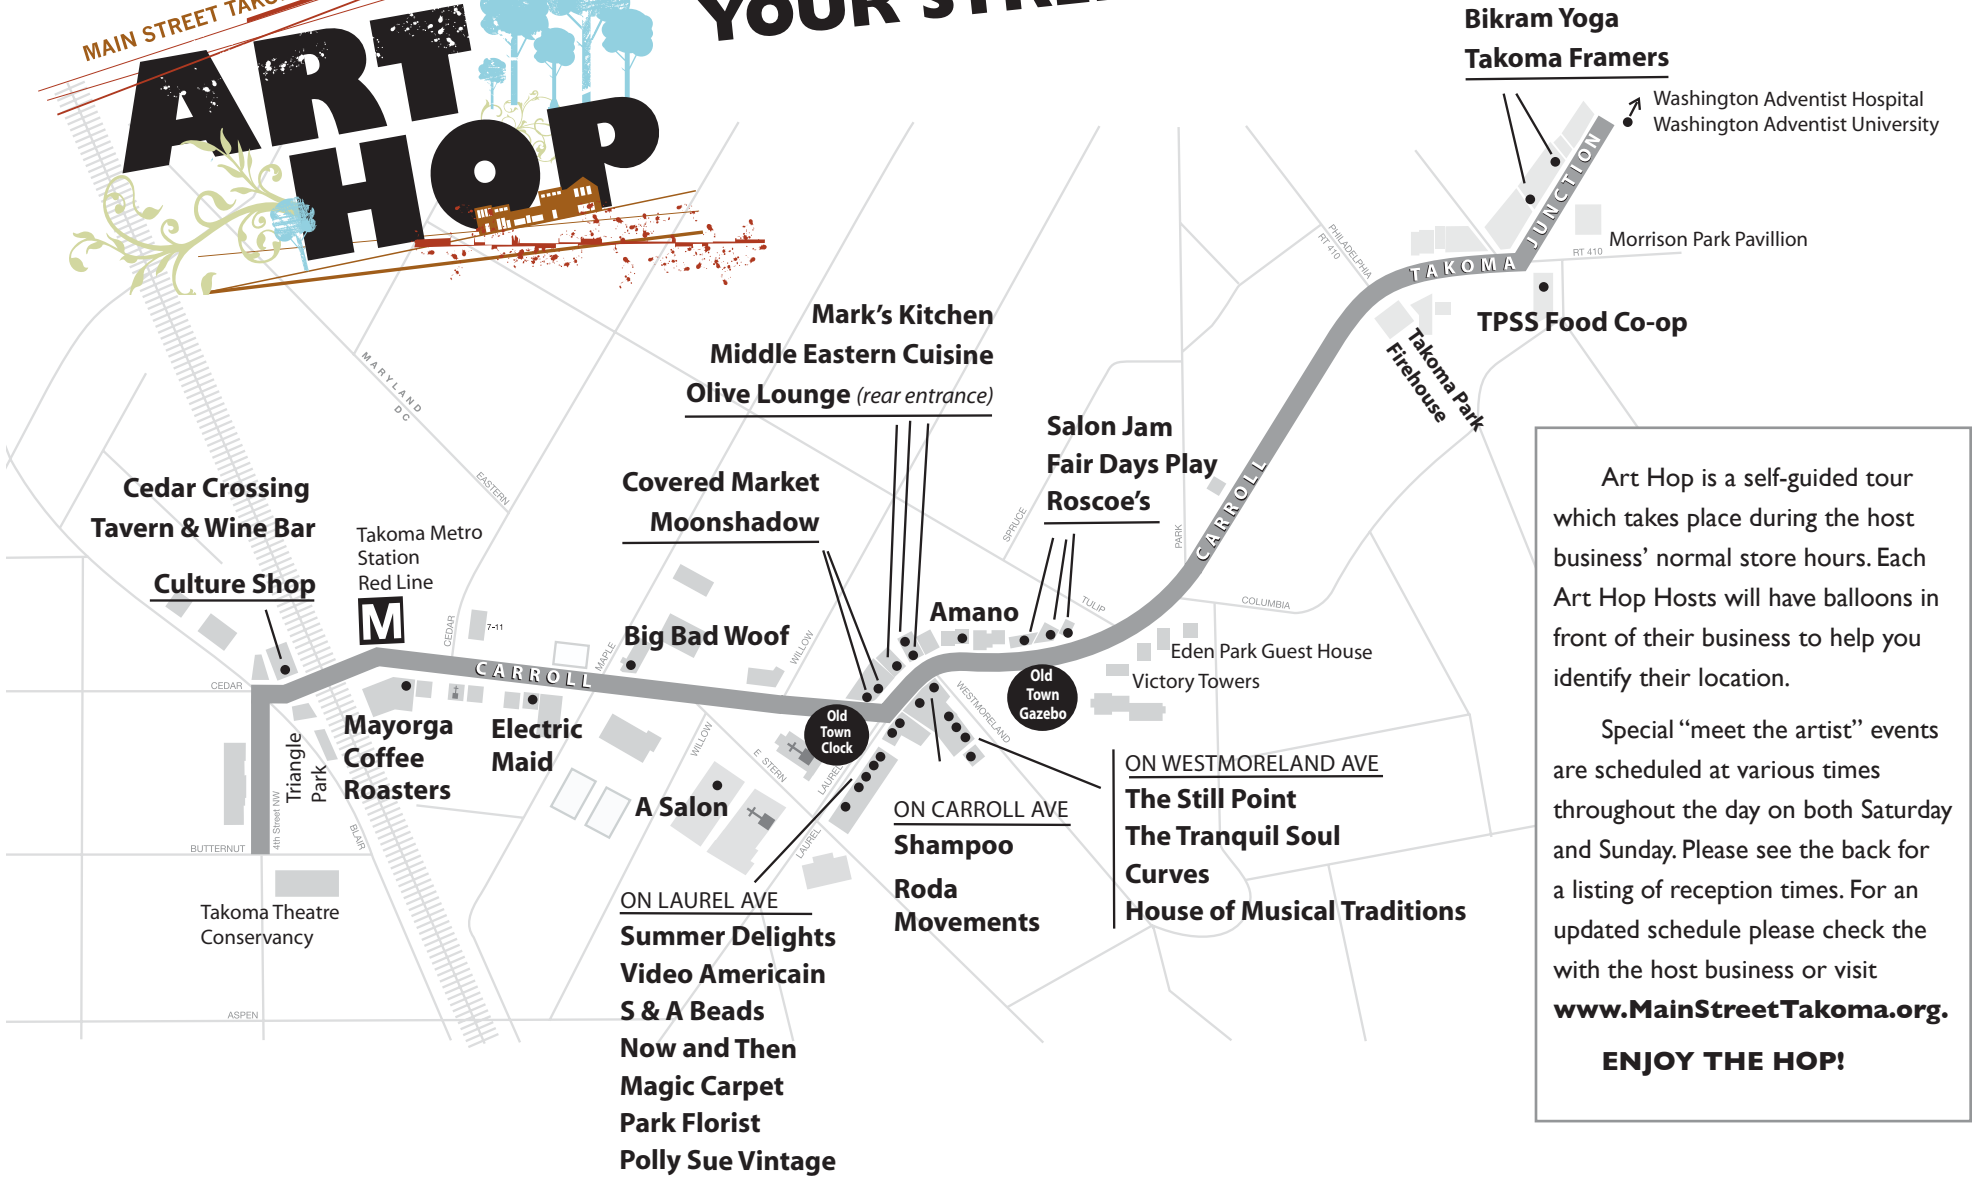 MAIN STREET
ART
HOP
YOUR
Bikram Yoga
Takoma Framers
Washington Adventist Hospital
Washington Adventist University
TAKOMA JUNCTION
Morrison Park Pavillion
RT 410
PHILADELPHIA
RT 410
TPSS Food Co-op
Takoma Park
Firehouse
MARYLAND
DC
EASTERN
Mark's Kitchen
Middle Eastern Cuisine
Olive Lounge (rear entrance)
Salon Jam
Fair Days Play
Roscoe's
Covered Market
Moonshadow
Cedar Crossing
Tavern & Wine Bar
Culture Shop
Takoma Metro
Station
Red Line
M
CEDAR
7-11
MAPLE
Big Bad Woof
WILLOW
Amano
SPRUCE
TULIP
PARK
CARROLL
COLUMBIA
Eden Park Guest House
Victory Towers
Old
Town
Gazebo
WESTMORELAND
CEDAR
CARROLL
Mayorga
Coffee
Roasters
Electric
Maid
Triangle
Park
4th Street NW
BLAIR
BUTTERNUT
Takoma Theatre
Conservancy
ASPEN
WILLOW
E STERN
Old
Town
Clock
LAUREL
LAUREL
A Salon
ON LAUREL AVE
Summer Delights
Video Americain
S & A Beads
Now and Then
Magic Carpet
Park Florist
Polly Sue Vintage
ON CARROLL AVE
Shampoo
Roda
Movements
ON WESTMORELAND AVE
The Still Point
The Tranquil Soul
Curves
House of Musical Traditions
Art Hop is a self-guided tour
which takes place during the host
business' normal store hours. Each
Art Hop Hosts will have balloons in
front of their business to help you
identify their location.
Special "meet the artist" events
are scheduled at various times
throughout the day on both Saturday
and Sunday. Please see the back for
a listing of reception times. For an
updated schedule please check the
with the host business or visit
www.MainStreetTakoma.org.
ENJOY THE HOP!